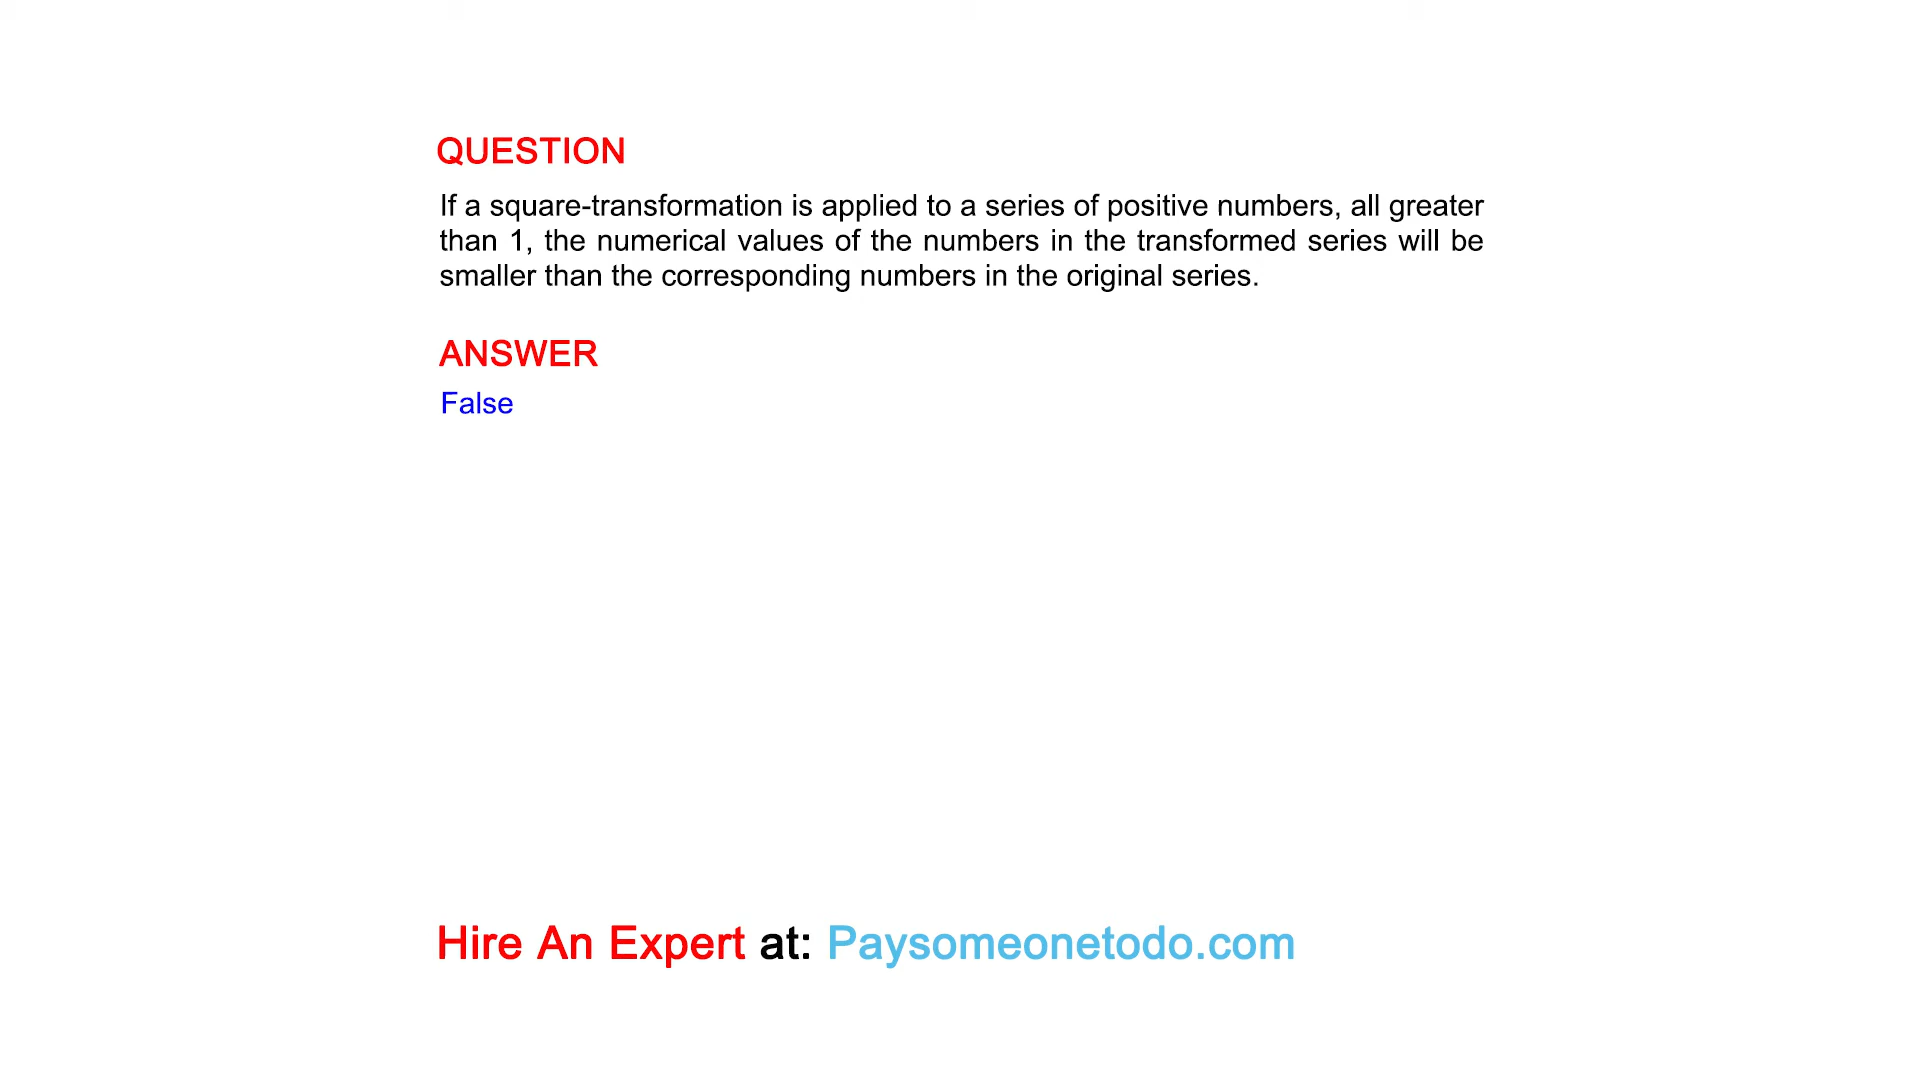 QUESTION
If a square-transformation is applied to a series of positive numbers, all greater
than 1, the numerical values of the numbers in the transformed series will be
smaller than the corresponding numbers in the original series.
ANSWER
False
Hire An Expert at: Paysomeonetodo.com